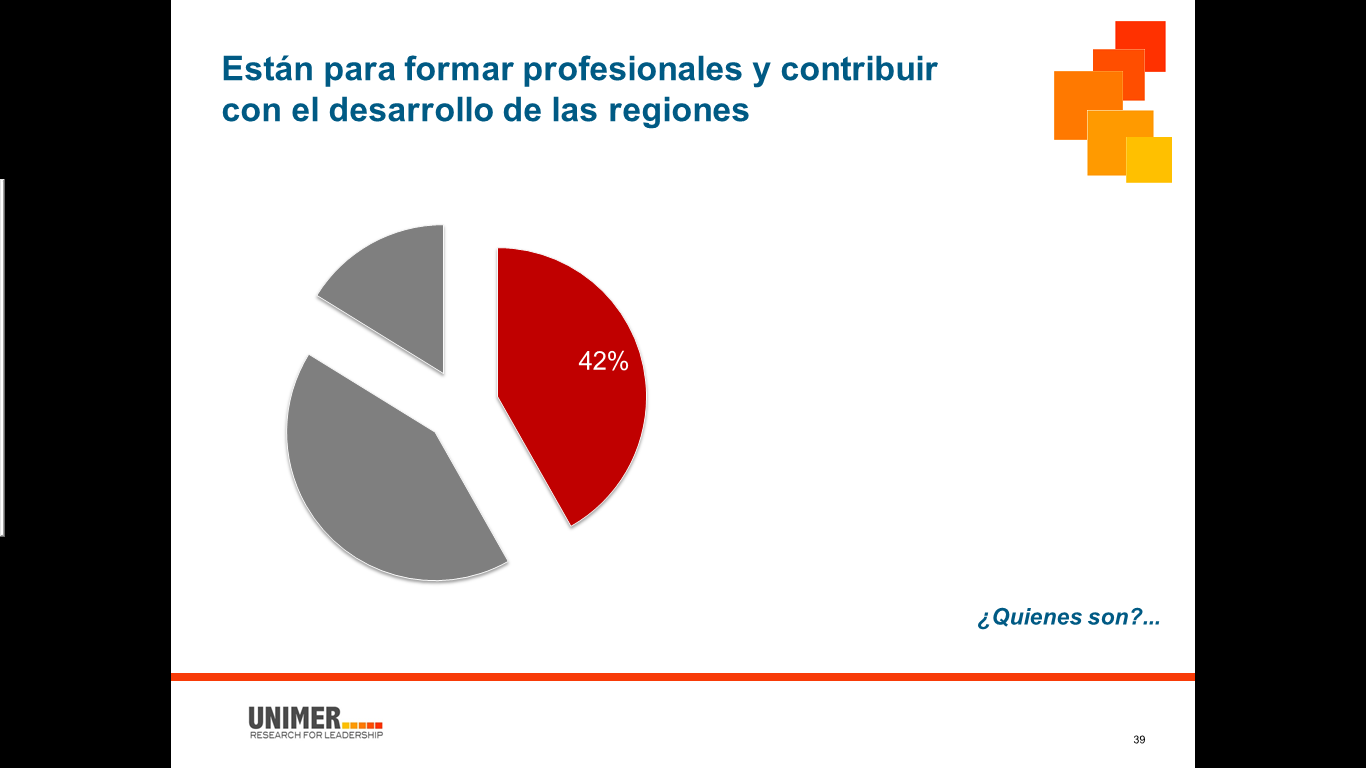 Están para formar profesionales y contribuir
con el desarrollo de las regiones
42%
¿Quienes son?...
UNIMER
RESEARCH FOR LEADERSHIP
39